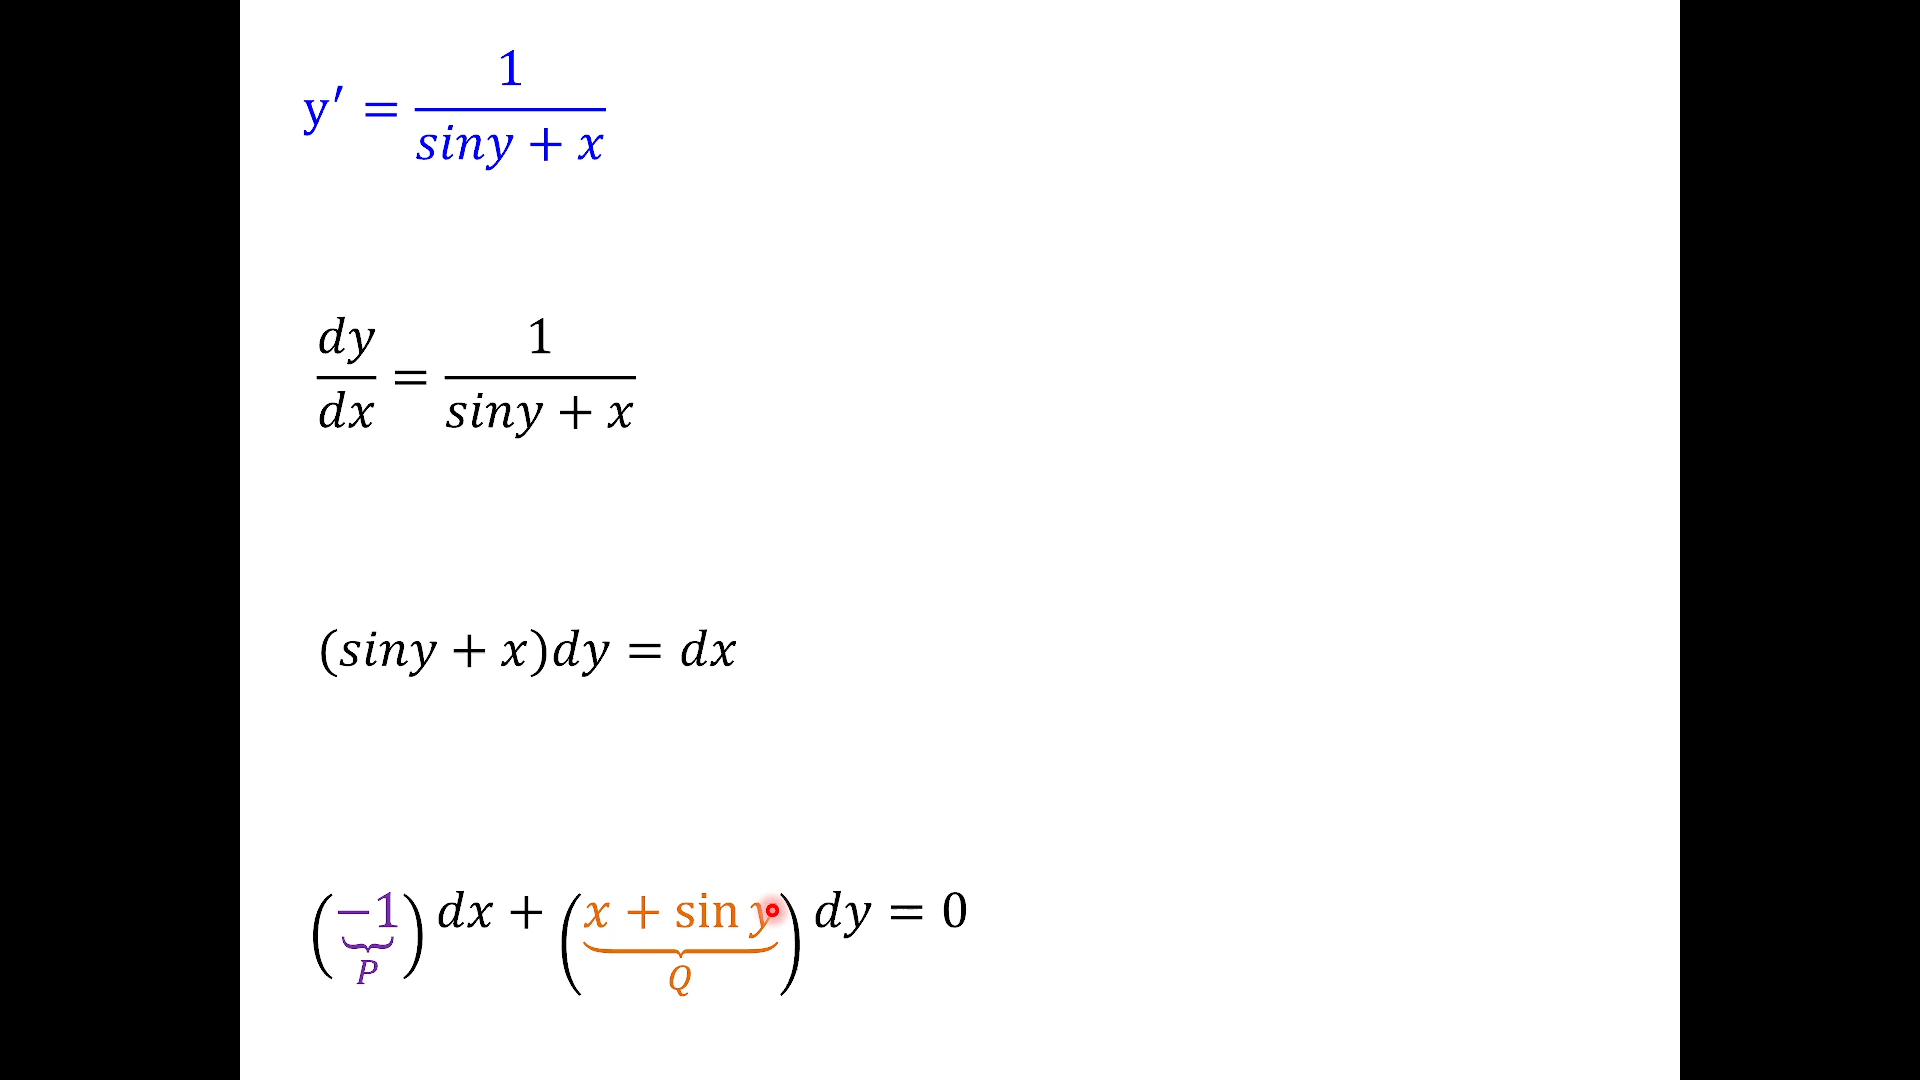 y′ = 1/(siny + x)
dy/dx = 1/(siny + x)
(siny + x)dy = dx
(−1) dx + (x + sin y) dy = 0
P Q